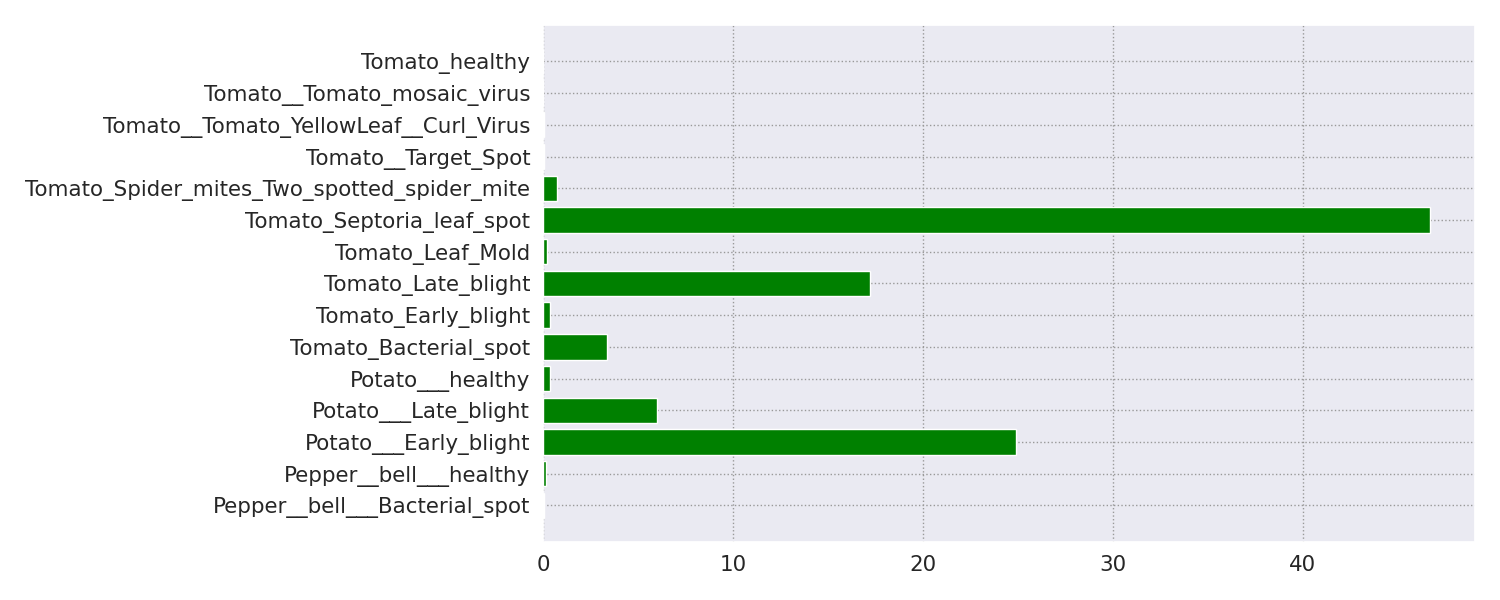 Tomato_healthy
Tomato__Tomato_mosaic_virus
Tomato__Tomato_YellowLeaf__Curl_Virus
Tomato__Target_Spot
Tomato_Spider_mites_Two_spotted_spider_mite
Tomato_Septoria_leaf_spot
Tomato_Leaf_Mold
Tomato_Late_blight
Tomato_Early_blight
Tomato_Bacterial_spot
Potato___healthy
Potato___Late_blight
Potato___Early_blight
Pepper__bell___healthy
Pepper__bell___Bacterial_spot
0 10 20 30 40